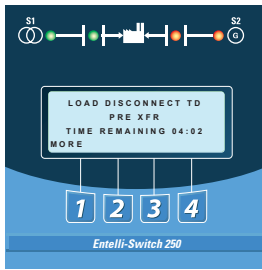 S1 S2
G
LOAD DISCONNECT TD
PRE XFR
TIME REMAINING 04:02
MORE
1 2 3 4
Entelli-Switch 250